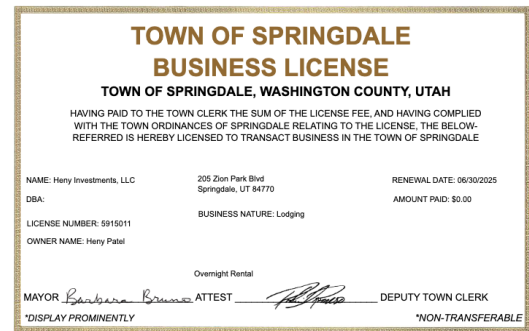 TOWN OF SPRINGDALE
BUSINESS LICENSE
TOWN OF SPRINGDALE, WASHINGTON COUNTY, UTAH
HAVING PAID TO THE TOWN CLERK THE SUM OF THE LICENSE FEE, AND HAVING COMPLIED
WITH THE TOWN ORDINANCES OF SPRINGDALE RELATING TO THE LICENSE, THE BELOW-
REFERRED IS HEREBY LICENSED TO TRANSACT BUSINESS IN THE TOWN OF SPRINGDALE
NAME: Heny Investments, LLC
205 Zion Park Blvd
Springdale, UT 84770
RENEWAL DATE: 06/30/2025
DBA:
AMOUNT PAID: $0.00
BUSINESS NATURE: Lodging
LICENSE NUMBER: 5915011
OWNER NAME: Heny Patel
Overnight Rental
MAYOR Barbara Bruno ATTEST DEPUTY TOWN CLERK
*DISPLAY PROMINENTLY *NON-TRANSFERABLE